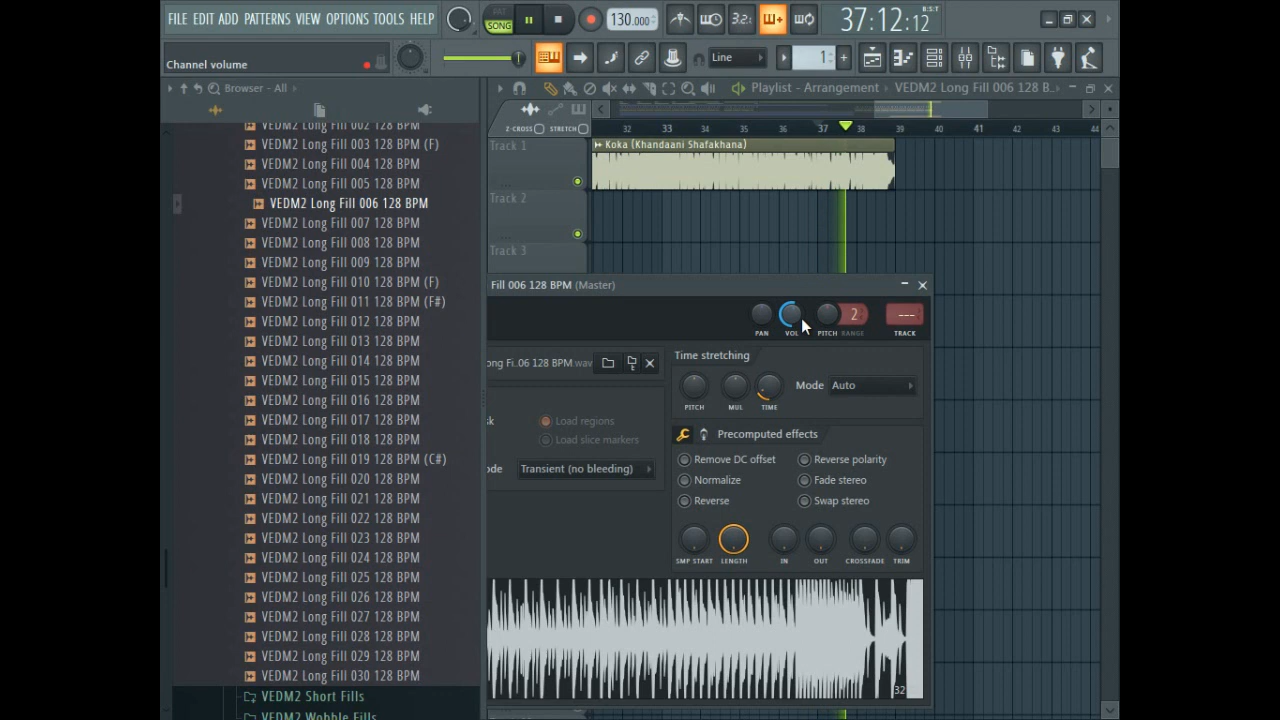 FILE EDIT ADD PATTERNS VIEW OPTIONS TOOLS HELP
PAT
SONG
130.000
3.2.
37:12:12
B:S:T
Channel volume
Line
1
Browser - All
Playlist - Arrangement
VEDM2 Long Fill 006 128 B..
VEDM2 Long Fill 002 128 BPM
VEDM2 Long Fill 003 128 BPM (F)
VEDM2 Long Fill 004 128 BPM
VEDM2 Long Fill 005 128 BPM
VEDM2 Long Fill 006 128 BPM
VEDM2 Long Fill 007 128 BPM
VEDM2 Long Fill 008 128 BPM
VEDM2 Long Fill 009 128 BPM
VEDM2 Long Fill 010 128 BPM (F)
VEDM2 Long Fill 011 128 BPM (F#)
VEDM2 Long Fill 012 128 BPM
VEDM2 Long Fill 013 128 BPM
VEDM2 Long Fill 014 128 BPM
VEDM2 Long Fill 015 128 BPM
VEDM2 Long Fill 016 128 BPM
VEDM2 Long Fill 017 128 BPM
VEDM2 Long Fill 018 128 BPM
VEDM2 Long Fill 019 128 BPM (C#)
VEDM2 Long Fill 020 128 BPM
VEDM2 Long Fill 021 128 BPM
VEDM2 Long Fill 022 128 BPM
VEDM2 Long Fill 023 128 BPM
VEDM2 Long Fill 024 128 BPM
VEDM2 Long Fill 025 128 BPM
VEDM2 Long Fill 026 128 BPM
VEDM2 Long Fill 027 128 BPM
VEDM2 Long Fill 028 128 BPM
VEDM2 Long Fill 029 128 BPM
VEDM2 Long Fill 030 128 BPM
VEDM2 Short Fills
VEDM2 Wobble Fills
Z-CROSS STRETCH
32 33 34 35 36 37 38 39 40 41 42 43 44
Track 1
Koka (Khandaani Shafakhana)
Track 2
Track 3
Fill 006 128 BPM (Master)
2
---
PAN VOL PITCH RANGE TRACK
ong Fi..06 128 BPM.wav
Time stretching
Mode Auto
PITCH MUL TIME
Load regions
Load slice markers
Transient (no bleeding)
Precomputed effects
Remove DC offset
Reverse polarity
Normalize
Fade stereo
Reverse
Swap stereo
SMP START LENGTH IN OUT CROSSFADE TRIM